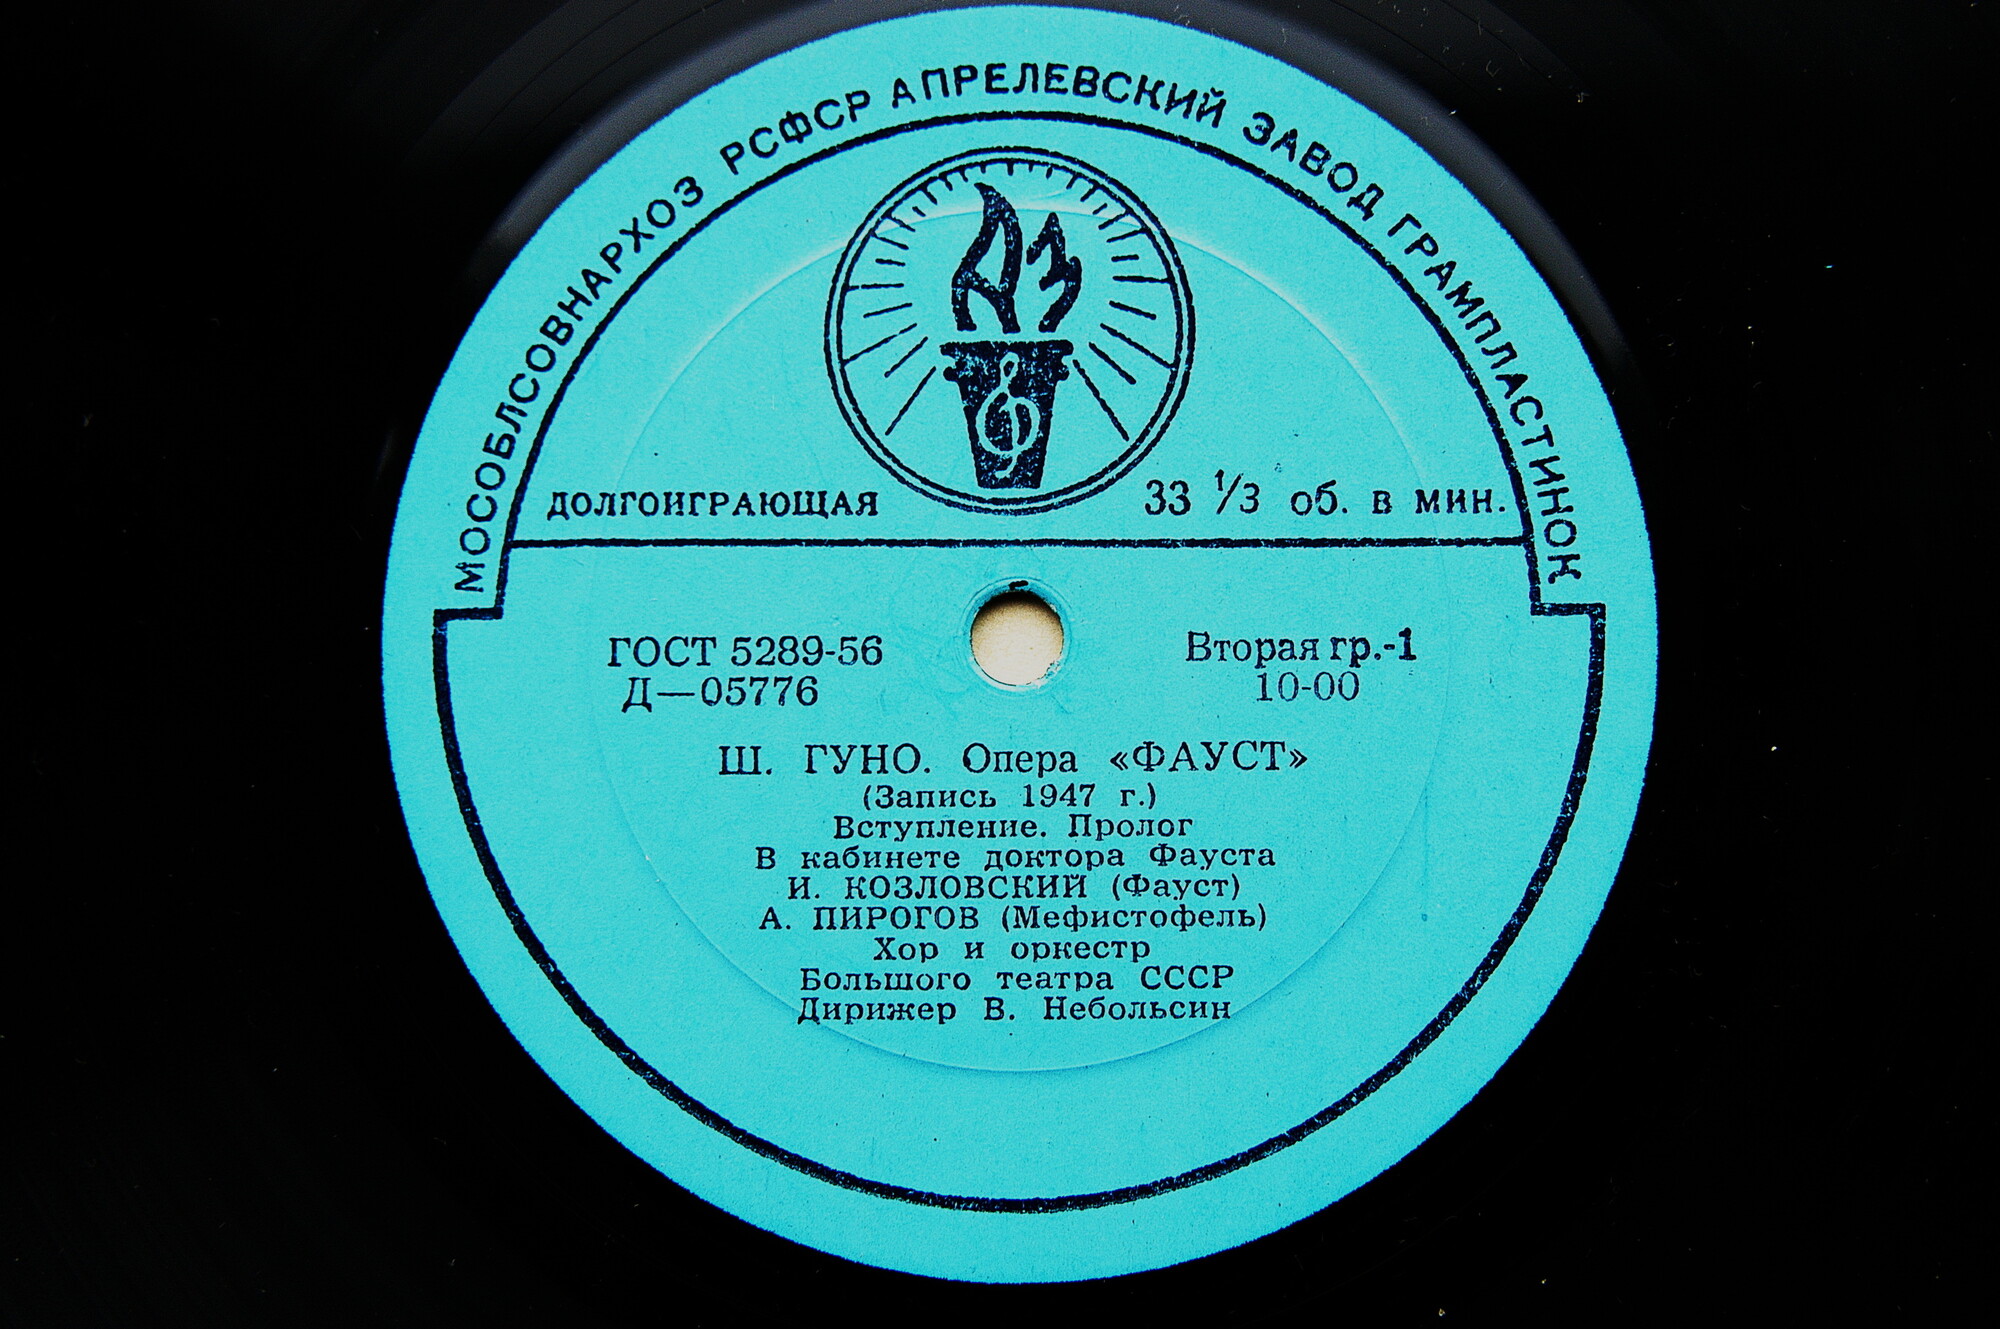 МОСОБЛСОВНАРХОЗ РСФСР АПРЕЛЕВСКИЙ ЗАВОД ГРАМПЛАСТИНОК
АЗ
ДОЛГОИГРАЮЩАЯ
33 1/3 об. в мин.
ГОСТ 5289-56
Д—05776
Вторая гр.-1
10-00
Ш. ГУНО. Опера «ФАУСТ»
(Запись 1947 г.)
Вступление. Пролог
В кабинете доктора Фауста
И. КОЗЛОВСКИЙ (Фауст)
А. ПИРОГОВ (Мефистофель)
Хор и оркестр
Большого театра СССР
Дирижер В. Небольсин